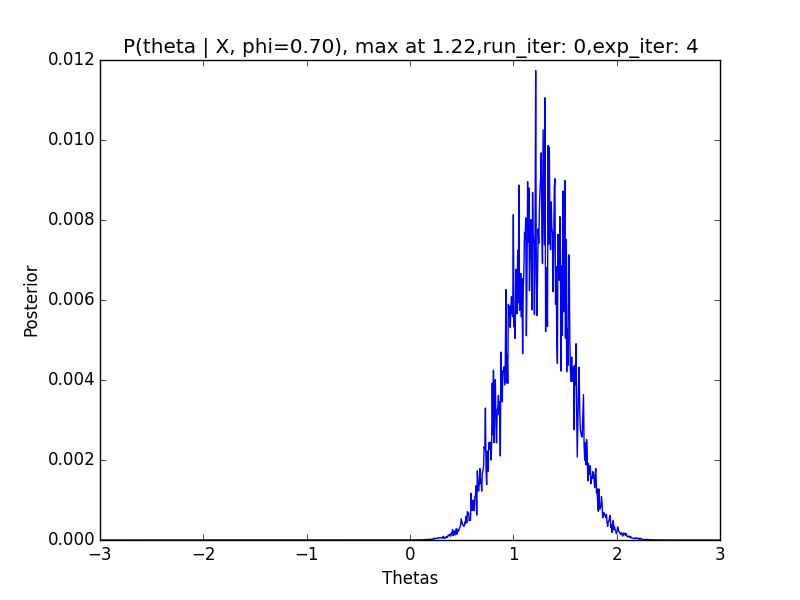 P(theta | X, phi=0.70), max at 1.22,run_iter: 0,exp_iter: 4
0.012
0.010
0.008
0.006
0.004
0.002
0.000
Posterior
−3 −2 −1 0 1 2 3
Thetas